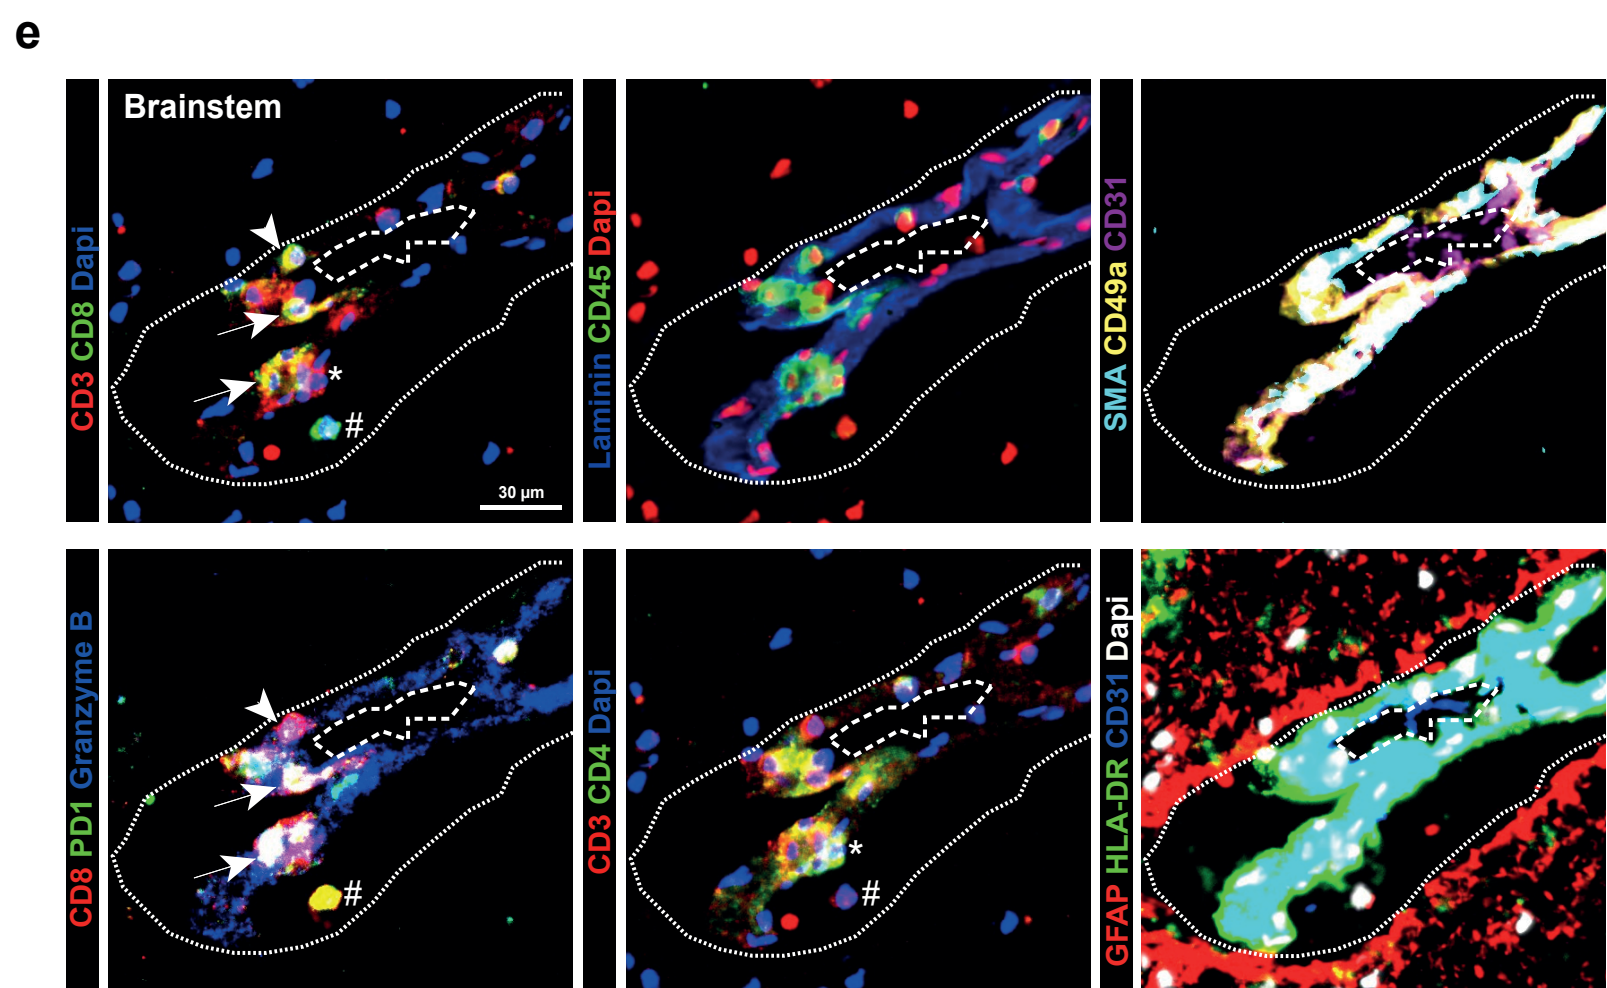 e
Brainstem
CD3 CD8 Dapi
*
#
30 µm
Laminin CD45 Dapi
SMA CD49a CD31
CD8 PD1 Granzyme B
#
CD3 CD4 Dapi
*
#
GFAP HLA-DR CD31 Dapi